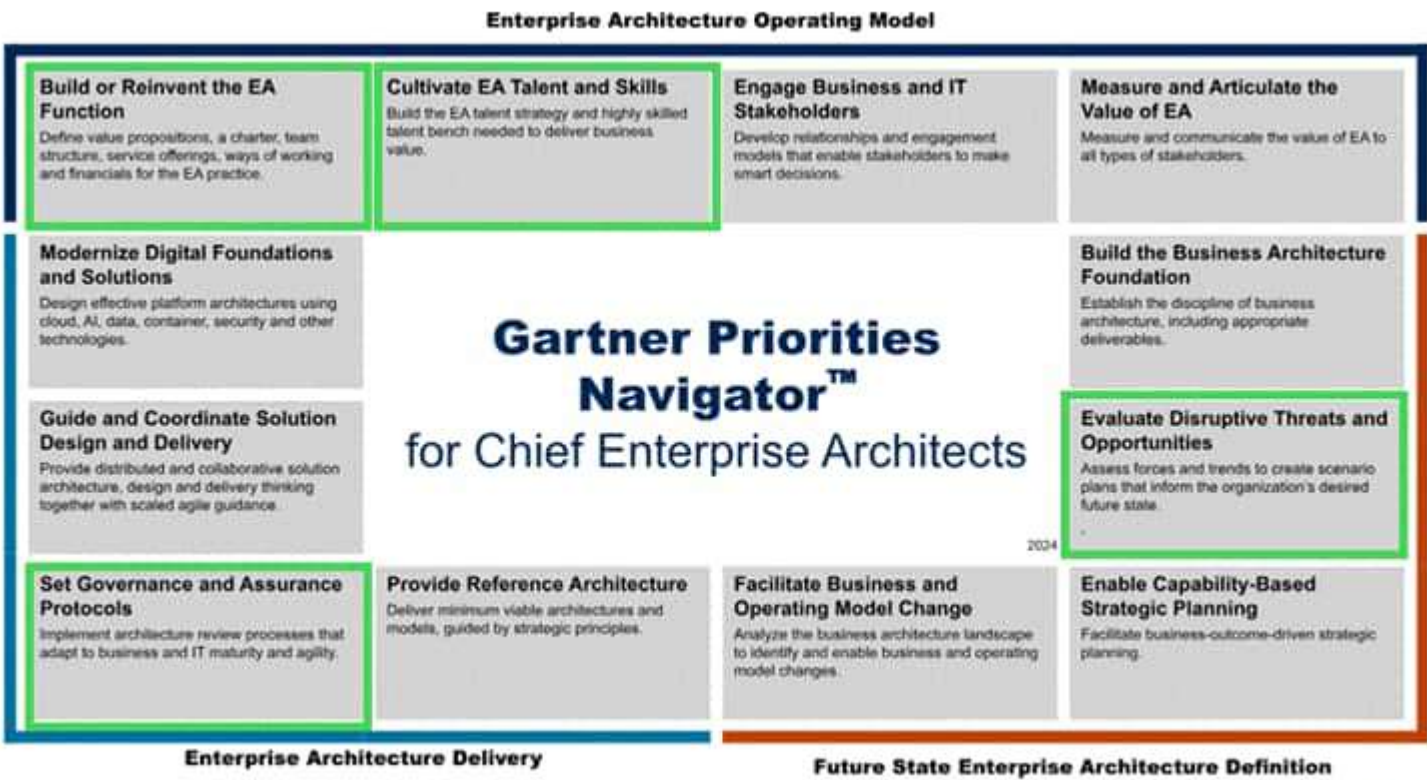 Enterprise Architecture Operating Model
Build or Reinvent the EA
Function
Define value propositions, a charter, team
structure, service offerings, ways of working
and financials for the EA practice.
Cultivate EA Talent and Skills
Build the EA talent strategy and highly skilled
talent bench needed to deliver business
value.
Engage Business and IT
Stakeholders
Develop relationships and engagement
models that enable stakeholders to make
smart decisions.
Measure and Articulate the
Value of EA
Measure and communicate the value of EA to
all types of stakeholders.
Modernize Digital Foundations
and Solutions
Design effective platform architectures using
cloud, AI, data, container, security and other
technologies.
Build the Business Architecture
Foundation
Establish the discipline of business
architecture, including appropriate
deliverables.
Gartner Priorities
Navigator™
for Chief Enterprise Architects
2024
Guide and Coordinate Solution
Design and Delivery
Provide distributed and collaborative solution
architecture, design and delivery thinking
together with scaled agile guidance.
Evaluate Disruptive Threats and
Opportunities
Assess forces and trends to create scenario
plans that inform the organization's desired
future state.
.
Set Governance and Assurance
Protocols
Implement architecture review processes that
adapt to business and IT maturity and agility.
Provide Reference Architecture
Deliver minimum viable architectures and
models, guided by strategic principles.
Facilitate Business and
Operating Model Change
Analyze the business architecture landscape
to identify and enable business and operating
model changes.
Enable Capability-Based
Strategic Planning
Facilitate business-outcome-driven strategic
planning.
Enterprise Architecture Delivery
Future State Enterprise Architecture Definition